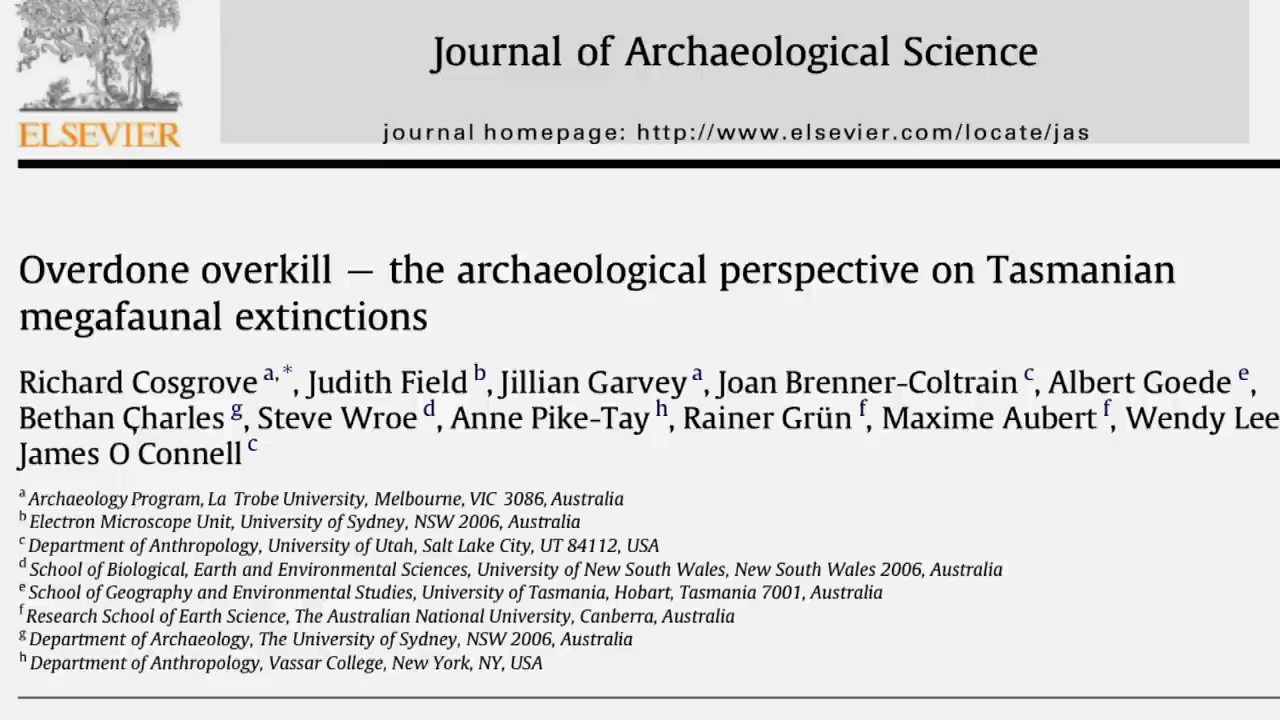 Journal of Archaeological Science
ELSEVIER
journal homepage: http://www.elsevier.com/locate/jas
Overdone overkill – the archaeological perspective on Tasmanian
megafaunal extinctions
Richard Cosgrove a,*, Judith Field b, Jillian Garvey a, Joan Brenner-Coltrain c, Albert Goede e,
Bethan Charles g, Steve Wroe d, Anne Pike-Tay h, Rainer Grün f, Maxime Aubert f, Wendy Lee
James O Connell c
a Archaeology Program, La Trobe University, Melbourne, VIC 3086, Australia
b Electron Microscope Unit, University of Sydney, NSW 2006, Australia
c Department of Anthropology, University of Utah, Salt Lake City, UT 84112, USA
d School of Biological, Earth and Environmental Sciences, University of New South Wales, New South Wales 2006, Australia
e School of Geography and Environmental Studies, University of Tasmania, Hobart, Tasmania 7001, Australia
f Research School of Earth Science, The Australian National University, Canberra, Australia
g Department of Archaeology, The University of Sydney, NSW 2006, Australia
h Department of Anthropology, Vassar College, New York, NY, USA